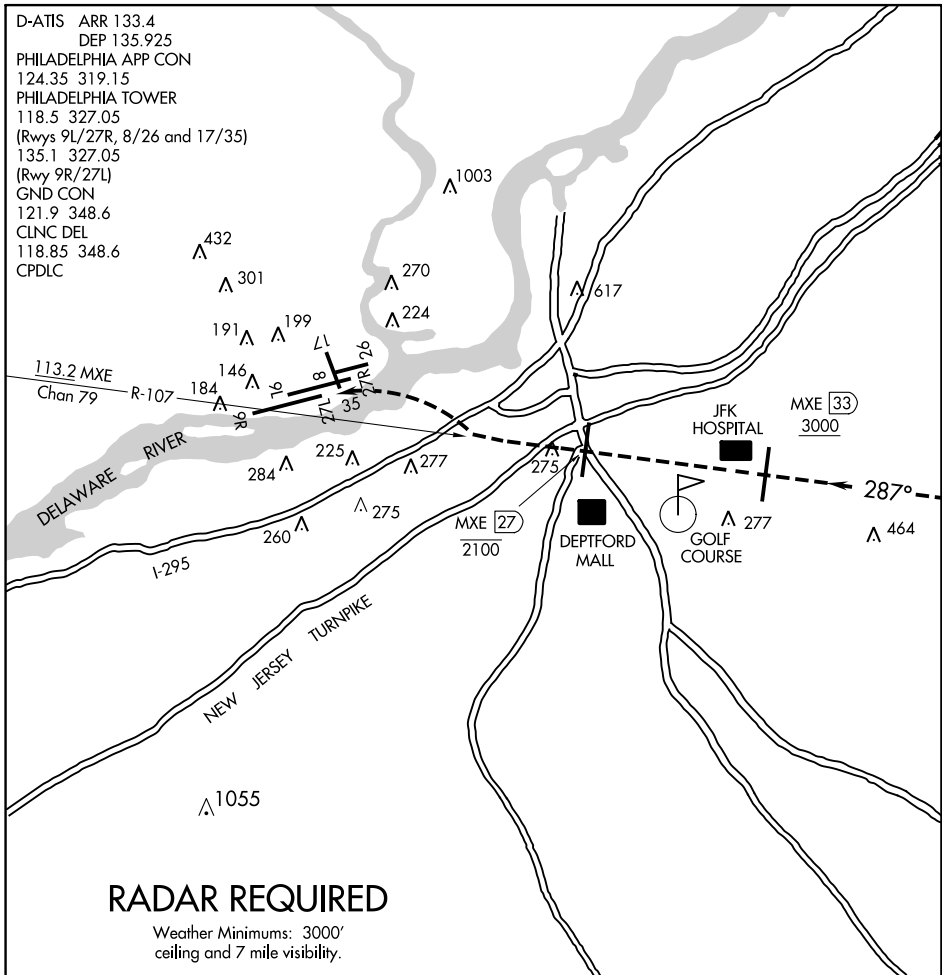 D-ATIS ARR 133.4
DEP 135.925
PHILADELPHIA APP CON
124.35 319.15
PHILADELPHIA TOWER
118.5 327.05
(Rwys 9L/27R, 8/26 and 17/35)
135.1 327.05
(Rwy 9R/27L)
GND CON
121.9 348.6
CLNC DEL
118.85 348.6
CPDLC
1003
432
301
270
617
224
191
199
17
26
113.2 MXE
Chan 79
R-107
146
8
27R
9L
184
35
27L
9R
JFK
HOSPITAL
MXE 33
3000
DELAWARE RIVER
225
284
277
275
287°
275
MXE 27
2100
260
DEPTFORD
MALL
GOLF
COURSE
277
464
I-295
NEW JERSEY TURNPIKE
1055
RADAR REQUIRED
Weather Minimums: 3000'
ceiling and 7 mile visibility.